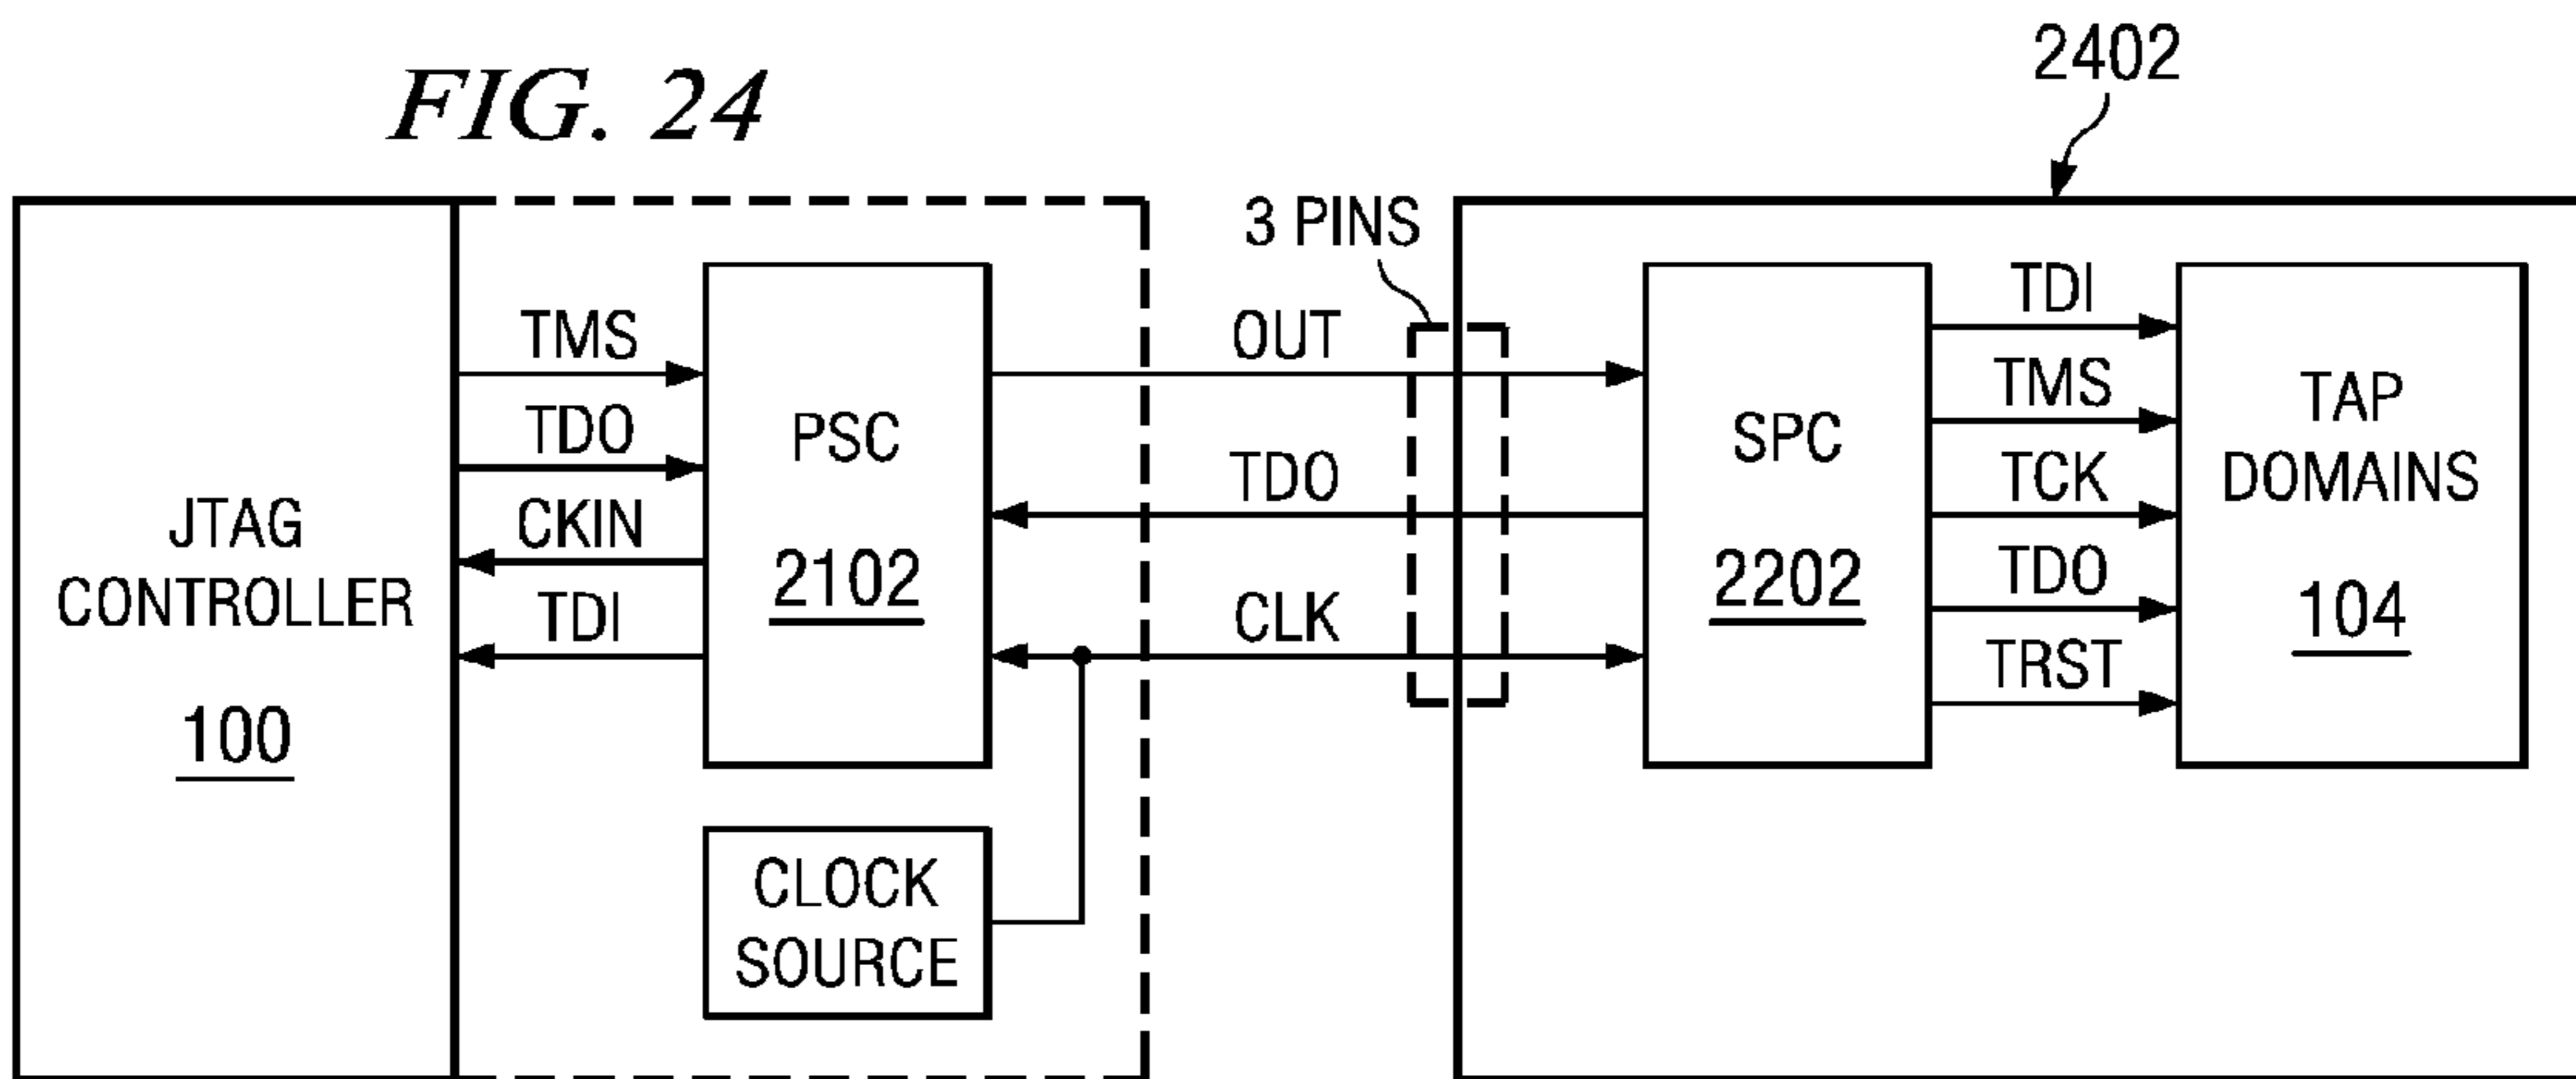 FIG. 24
2402
3 PINS
JTAG
CONTROLLER
100
TMS
TDO
CKIN
TDI
PSC
2102
CLOCK
SOURCE
OUT
TDO
CLK
SPC
2202
TDI
TMS
TCK
TDO
TRST
TAP
DOMAINS
104